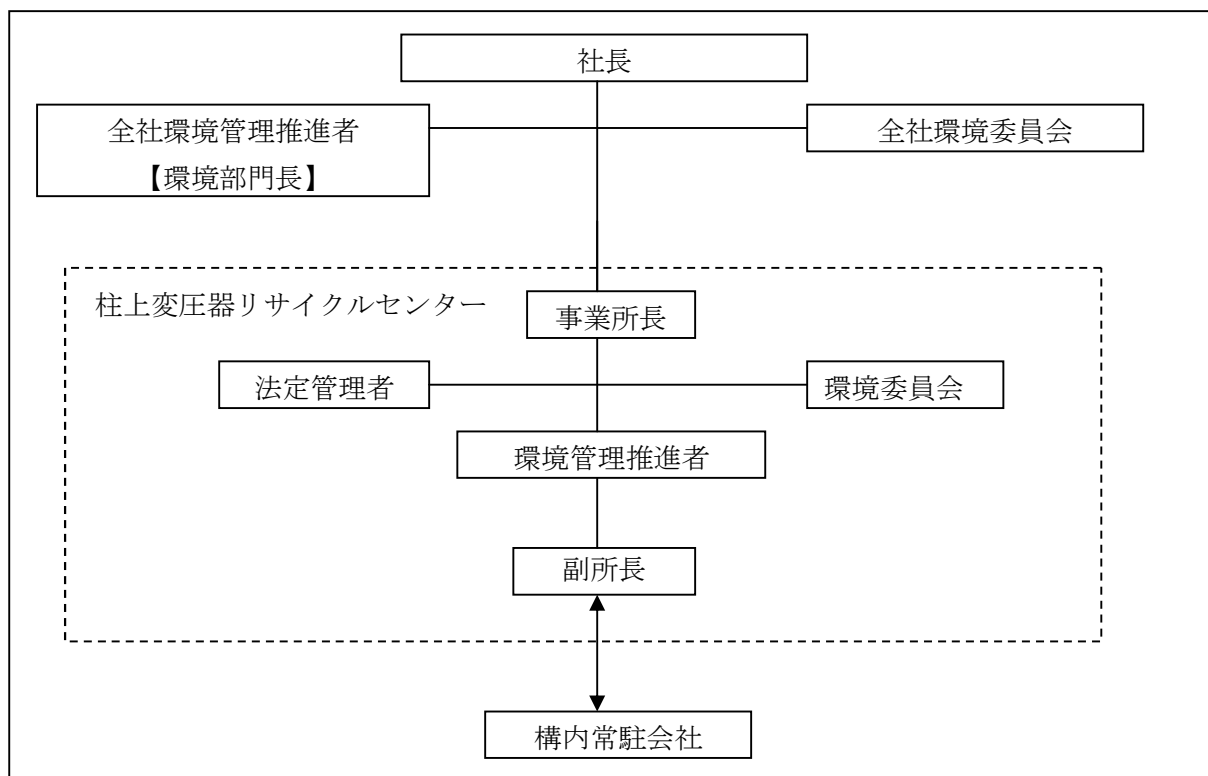 社長
全社環境管理推進者
【環境部門長】
全社環境委員会
柱上変圧器リサイクルセンター
事業所長
法定管理者
環境委員会
環境管理推進者
副所長
構内常駐会社